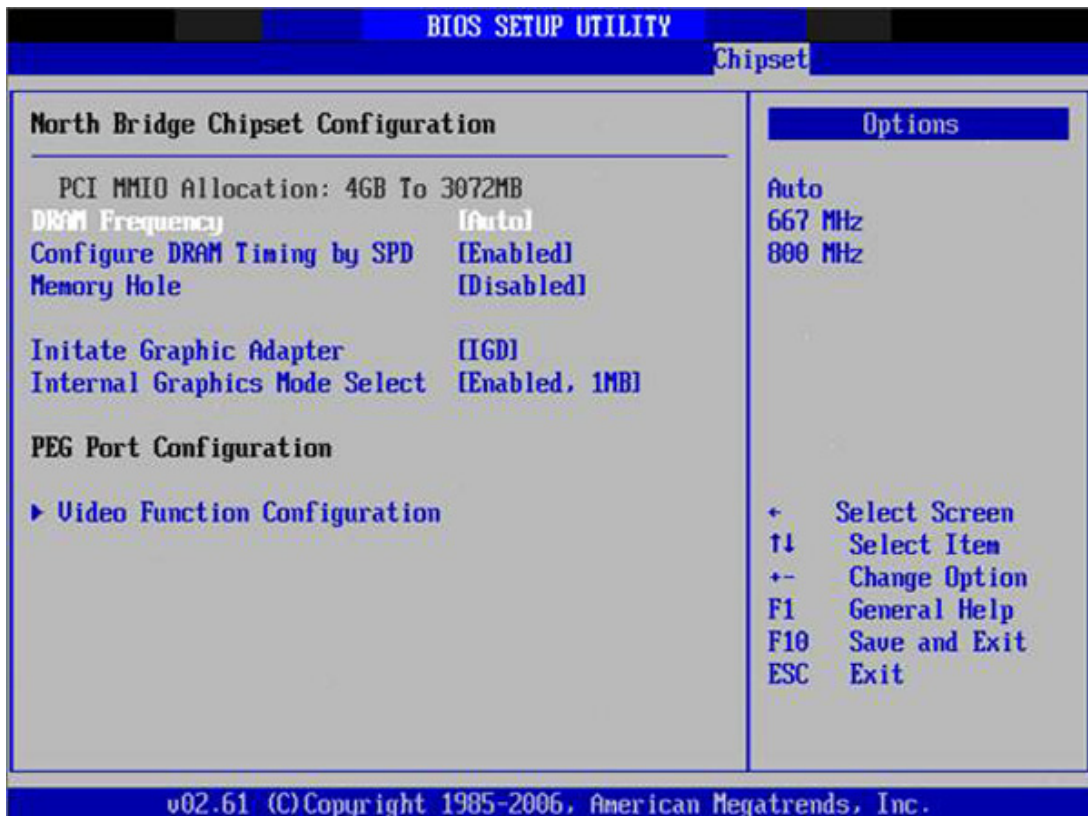 BIOS SETUP UTILITY
Chipset
North Bridge Chipset Configuration
PCI MMIO Allocation: 4GB To 3072MB
DRAM Frequency [Auto]
Configure DRAM Timing by SPD [Enabled]
Memory Hole [Disabled]
Initate Graphic Adapter [IGD]
Internal Graphics Mode Select [Enabled, 1MB]
PEG Port Configuration
▶ Video Function Configuration
Options
Auto
667 MHz
800 MHz
← Select Screen
↑↓ Select Item
+- Change Option
F1 General Help
F10 Save and Exit
ESC Exit
v02.61 (C)Copyright 1985-2006, American Megatrends, Inc.